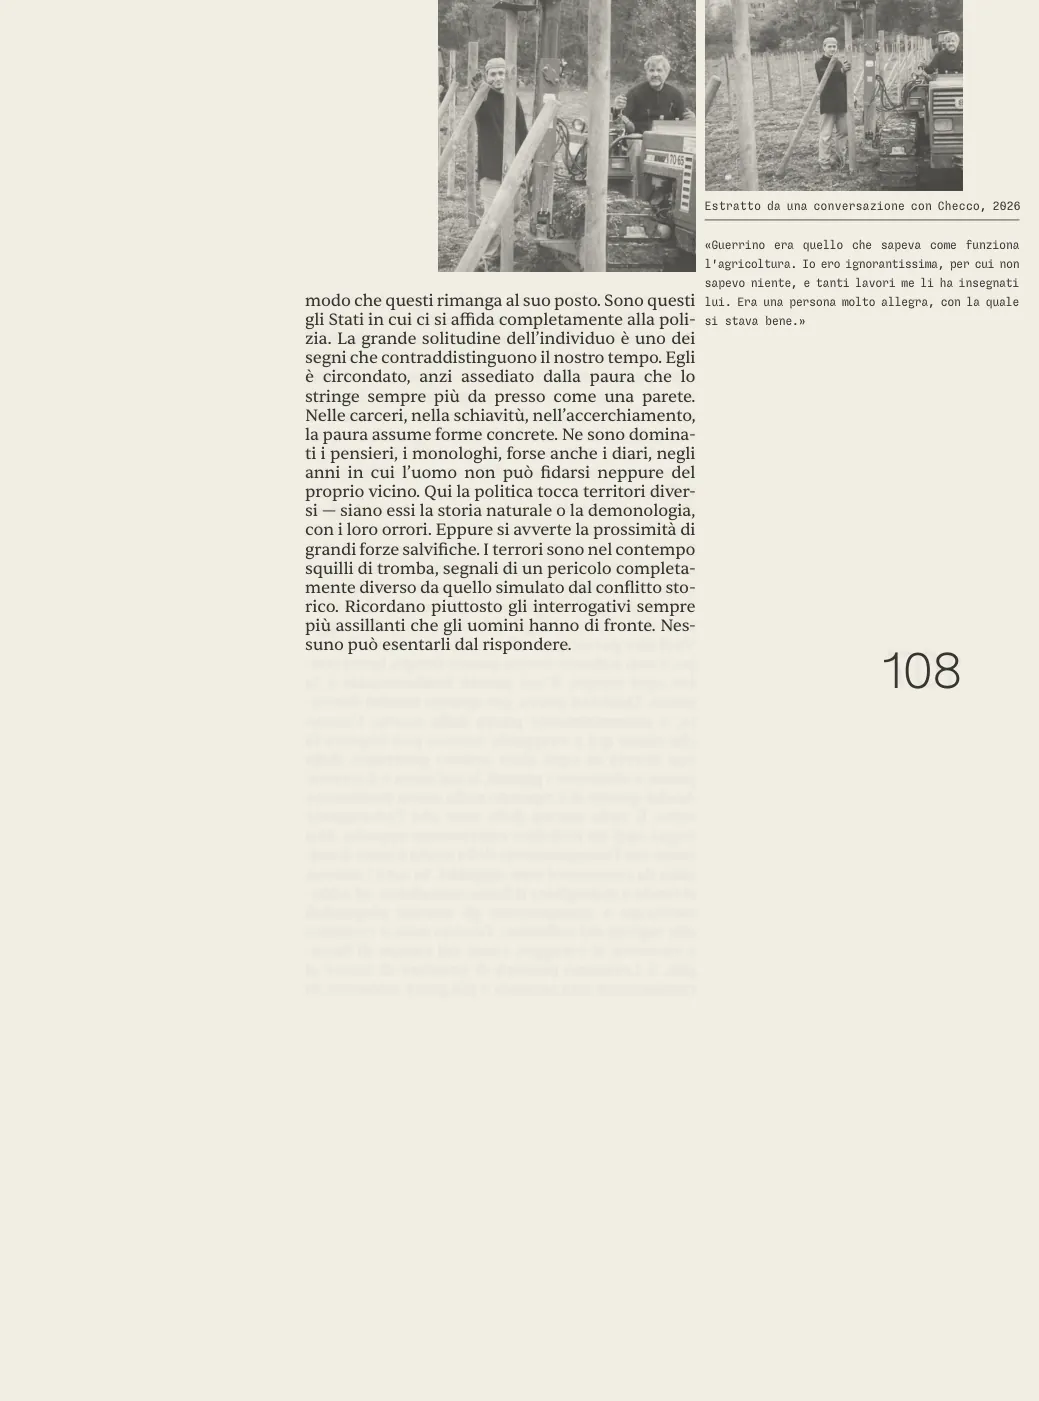 70 65
Estratto da una conversazione con Checco, 2026
«Guerrino era quello che sapeva come funziona
l'agricoltura. Io ero ignorantissima, per cui non
sapevo niente, e tanti lavori me li ha insegnati
lui. Era una persona molto allegra, con la quale
si stava bene.»
modo che questi rimanga al suo posto. Sono questi
gli Stati in cui ci si affida completamente alla poli-
zia. La grande solitudine dell’individuo è uno dei
segni che contraddistinguono il nostro tempo. Egli
è circondato, anzi assediato dalla paura che lo
stringe sempre più da presso come una parete.
Nelle carceri, nella schiavitù, nell’accerchiamento,
la paura assume forme concrete. Ne sono domina-
ti i pensieri, i monologhi, forse anche i diari, negli
anni in cui l’uomo non può fidarsi neppure del
proprio vicino. Qui la politica tocca territori diver-
si — siano essi la storia naturale o la demonologia,
con i loro orrori. Eppure si avverte la prossimità di
grandi forze salvifiche. I terrori sono nel contempo
squilli di tromba, segnali di un pericolo completa-
mente diverso da quello simulato dal conflitto sto-
rico. Ricordano piuttosto gli interrogativi sempre
più assillanti che gli uomini hanno di fronte. Nes-
suno può esentarli dal rispondere.
108